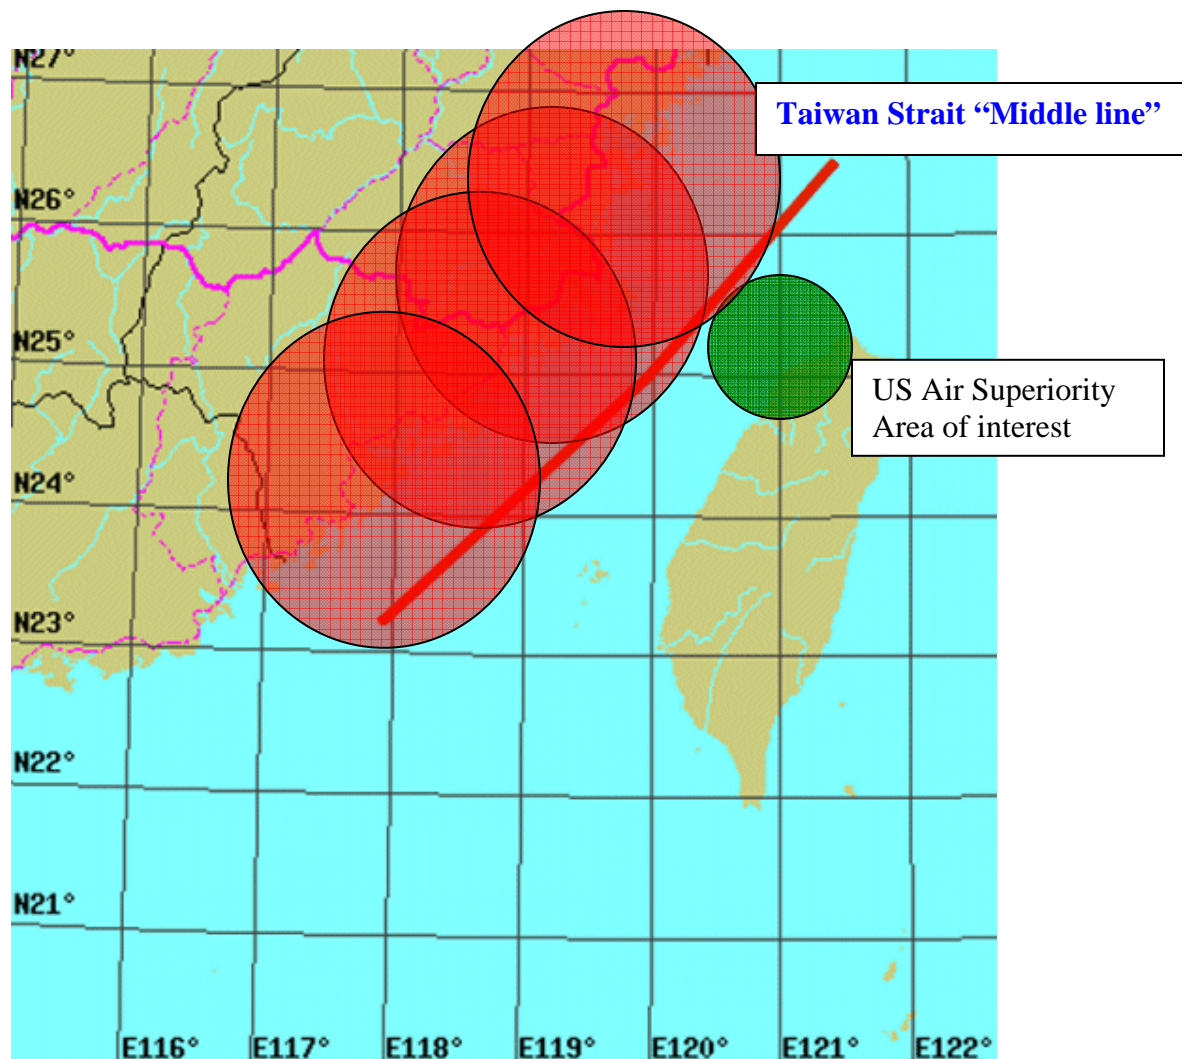 N27°
Taiwan Strait “Middle line”
N26°
N25°
US Air Superiority
Area of interest
N24°
N23°
N22°
N21°
E116° E117° E118° E119° E120° E121° E122°